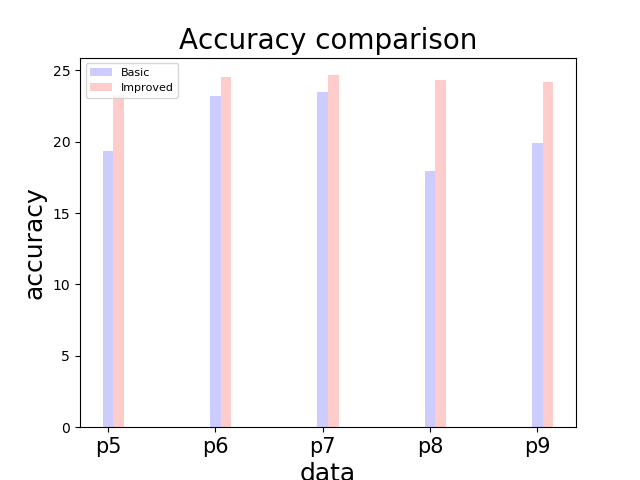 Accuracy comparison
Basic
Improved
25
20
15
10
5
0
accuracy
p5 p6 p7 p8 p9
data